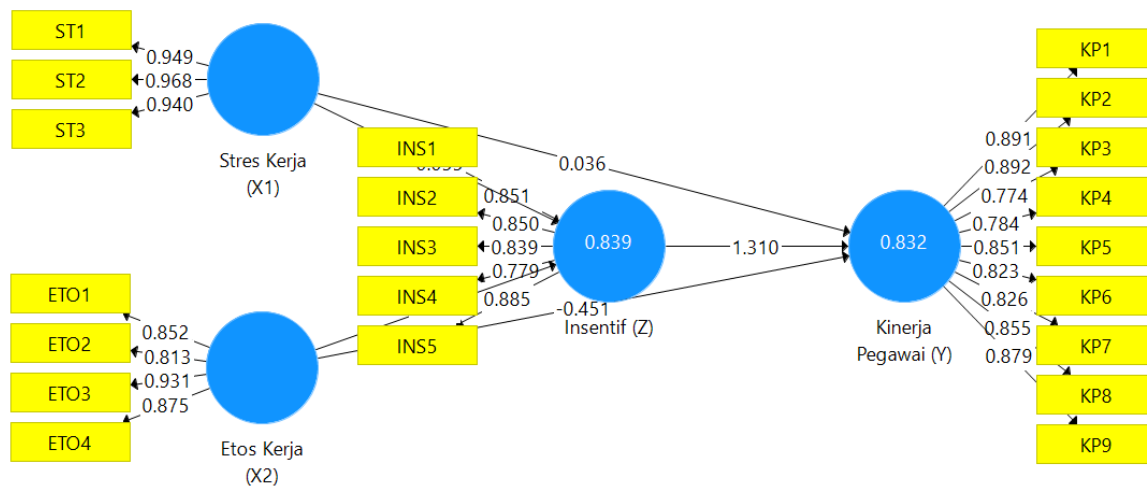 ST1
0.949
ST2
0.968
ST3
0.940
Stres Kerja
(X1)
ETO1
0.852
ETO2
0.813
ETO3
0.931
ETO4
0.875
Etos Kerja
(X2)
INS1
0.851
INS2
0.850
INS3
0.839
INS4
0.779
INS5
0.885
0.839
Insentif (Z)
0.036
1.310
-0.451
0.832
Kinerja
Pegawai (Y)
KP1
0.891
KP2
0.892
KP3
0.774
KP4
0.784
KP5
0.851
KP6
0.823
KP7
0.826
KP8
0.855
KP9
0.879